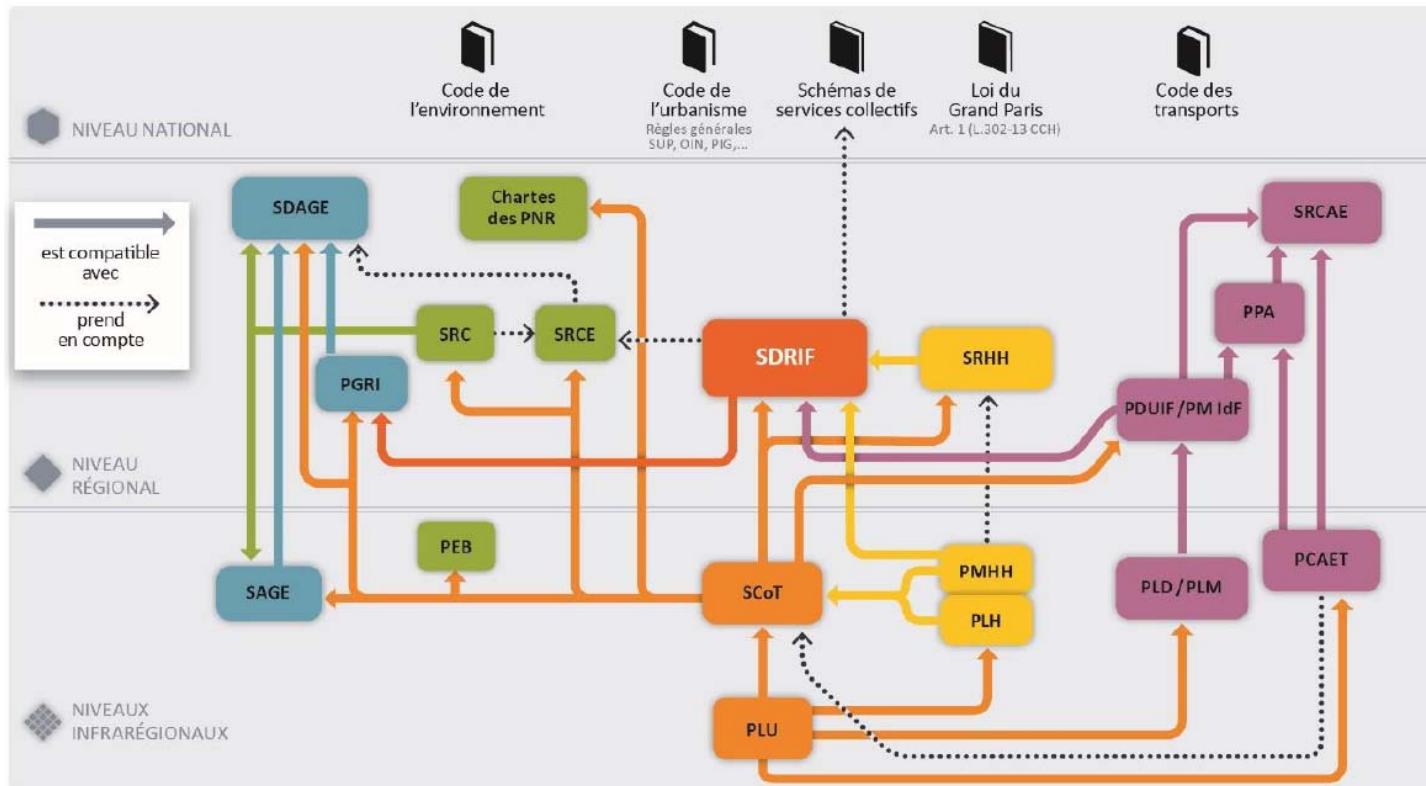 Code de
l'environnement
Code de
l'urbanisme
Règles générales
SUP, OIN, PIG,...
Schémas de
services collectifs
Loi du
Grand Paris
Art. 1 (L.302-13 CCH)
Code des
transports
NIVEAU NATIONAL
est compatible
avec
prend
en compte
SDAGE
Chartes
des PNR
SRCAE
SRC
SRCE
PPA
SDRIF
SRHH
PGRI
PDUIF/PM IdF
NIVEAU
RÉGIONAL
PEB
SAGE
SCoT
PMHH
PLH
PLD / PLM
PCAET
NIVEAUX
INFRARÉGIONAUX
PLU